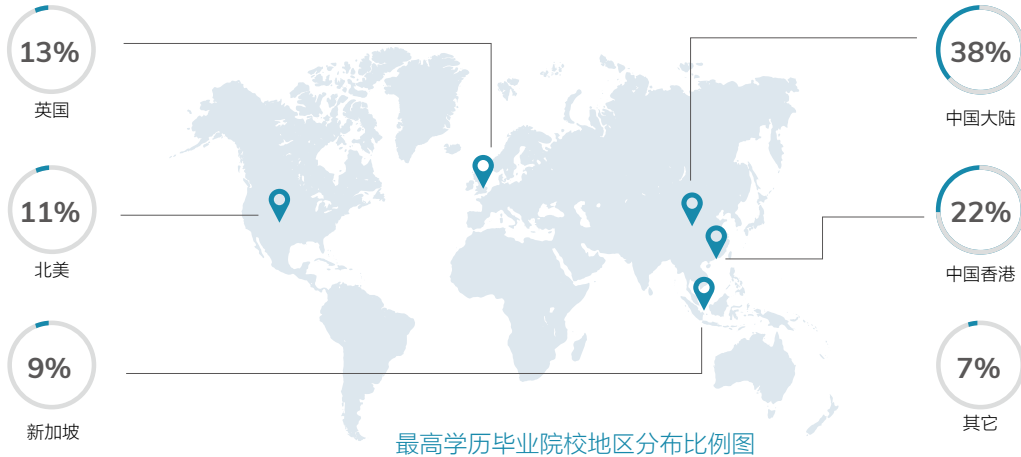 13%
英国
38%
中国大陆
11%
北美
22%
中国香港
9%
新加坡
7%
其它
最高学历毕业院校地区分布比例图